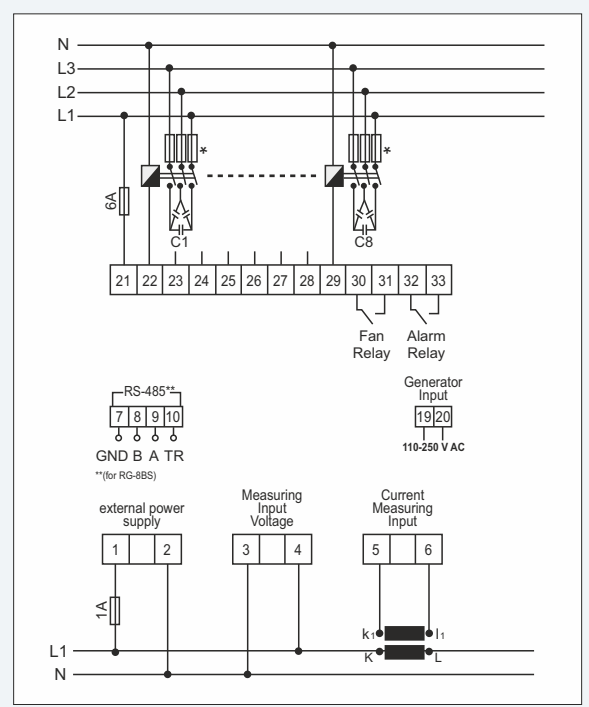 N
L3
L2
L1
6A
*
*
C1
C8
21 22 23 24 25 26 27 28 29 30 31 32 33
Fan
Relay
Alarm
Relay
RS-485**
7 8 9 10
GND B A TR
**(for RG-8BS)
Generator
Input
19 20
110-250 V AC
external power
supply
1 2
Measuring
Input
Voltage
3 4
Current
Measuring
Input
5 6
1A
k1 l1
K L
L1
N